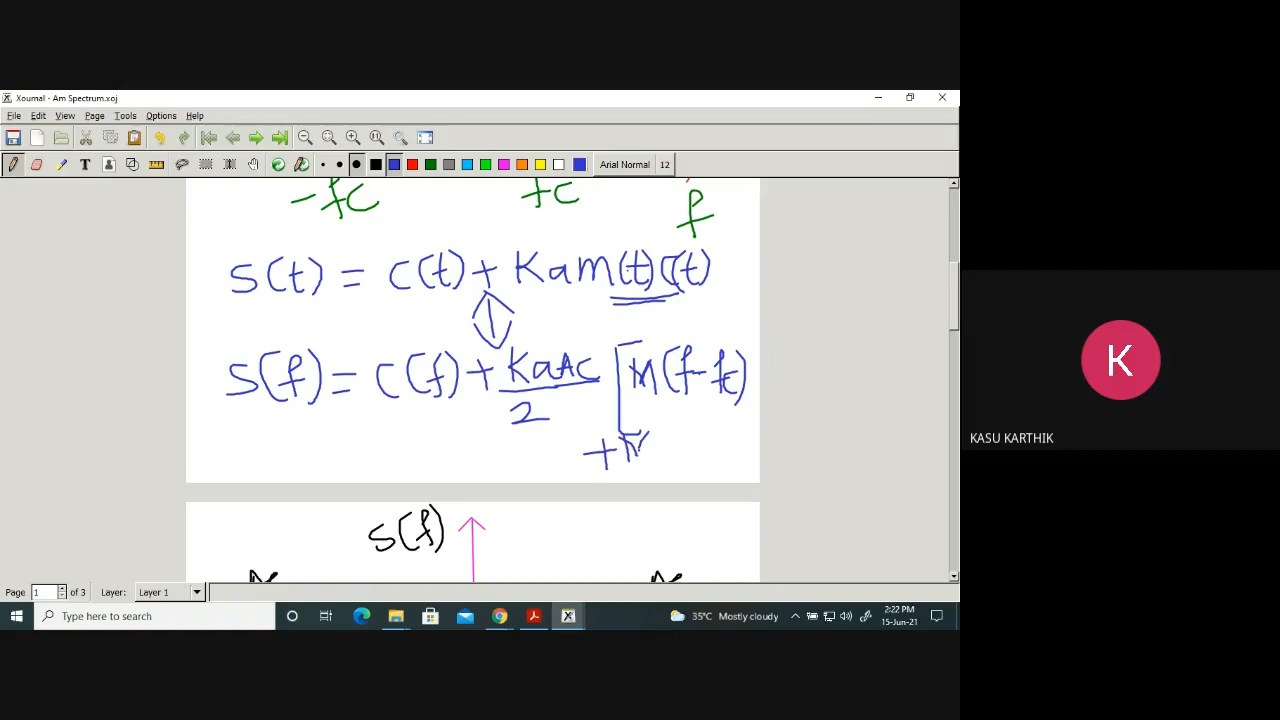 Xournal - Am Spectrum.xoj
File Edit View Page Tools Options Help
Arial Normal 12
-fc fc f
S(t) = C(t) + Kam(t)C(t)
S(f) = C(f) + KaAc/2 [M(f-fc)
+M
S(f)
Page 1 of 3 Layer: Layer 1
Type here to search
35°C Mostly cloudy
2:22 PM
15-Jun-21
K
KASU KARTHIK